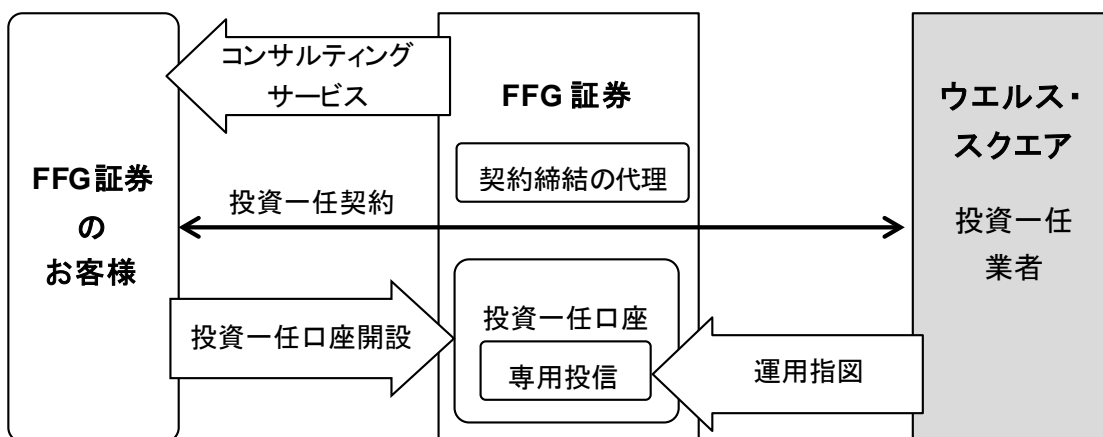 FFG証券
の
お客様
コンサルティング
サービス
投資一任契約
投資一任口座開設
FFG 証券
契約締結の代理
投資一任口座
専用投信
運用指図
ウエルス・
スクエア
投資一任
業者